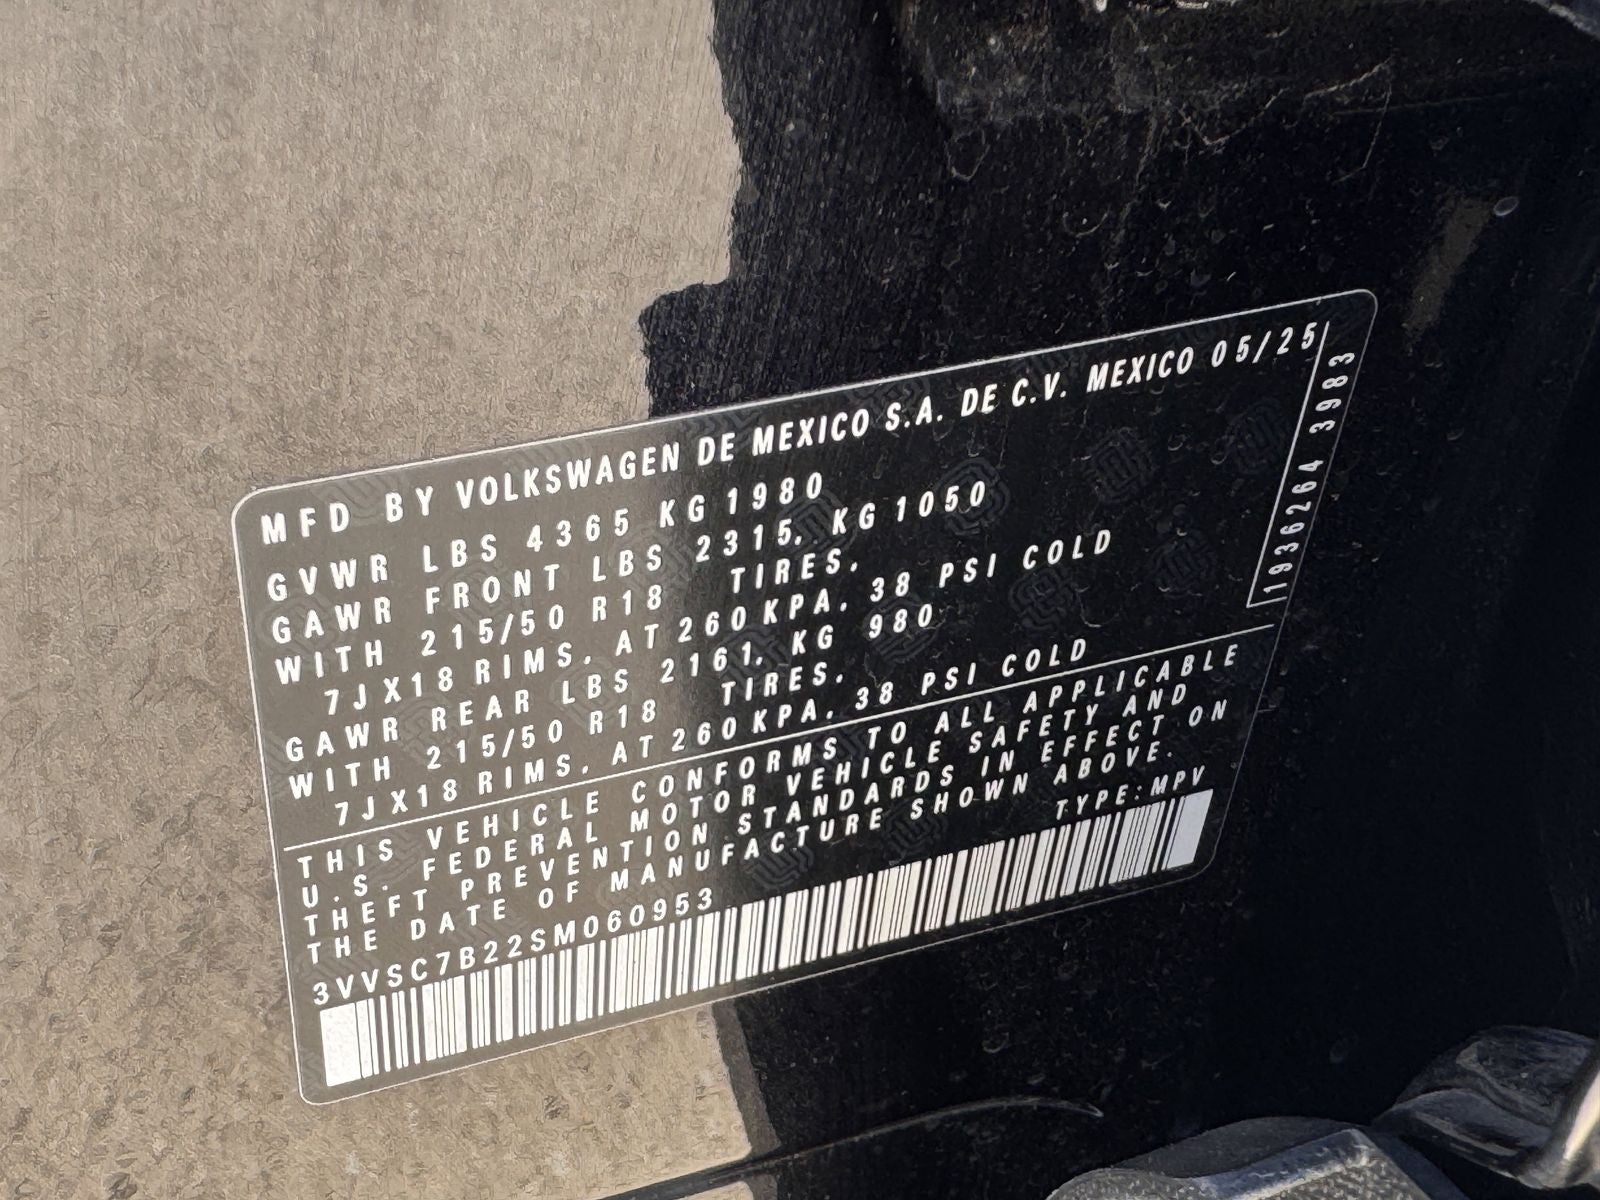 MFD BY VOLKSWAGEN DE MEXICO S.A. DE C.V. MEXICO 05/25
GVWR LBS 4365 KG 1980
GAWR FRONT LBS 2315. KG 1050
WITH 215/50 R18 TIRES.
7JX18 RIMS. AT 260KPA. 38 PSI COLD
GAWR REAR LBS 2161. KG 980
WITH 215/50 R18 TIRES.
7JX18 RIMS. AT 260KPA. 38 PSI COLD
THIS VEHICLE CONFORMS TO ALL APPLICABLE
U.S. FEDERAL MOTOR VEHICLE SAFETY AND
THEFT PREVENTION STANDARDS IN EFFECT ON
THE DATE OF MANUFACTURE SHOWN ABOVE.
TYPE:MPV
3VVSC7B22SM060953
1936264 3983